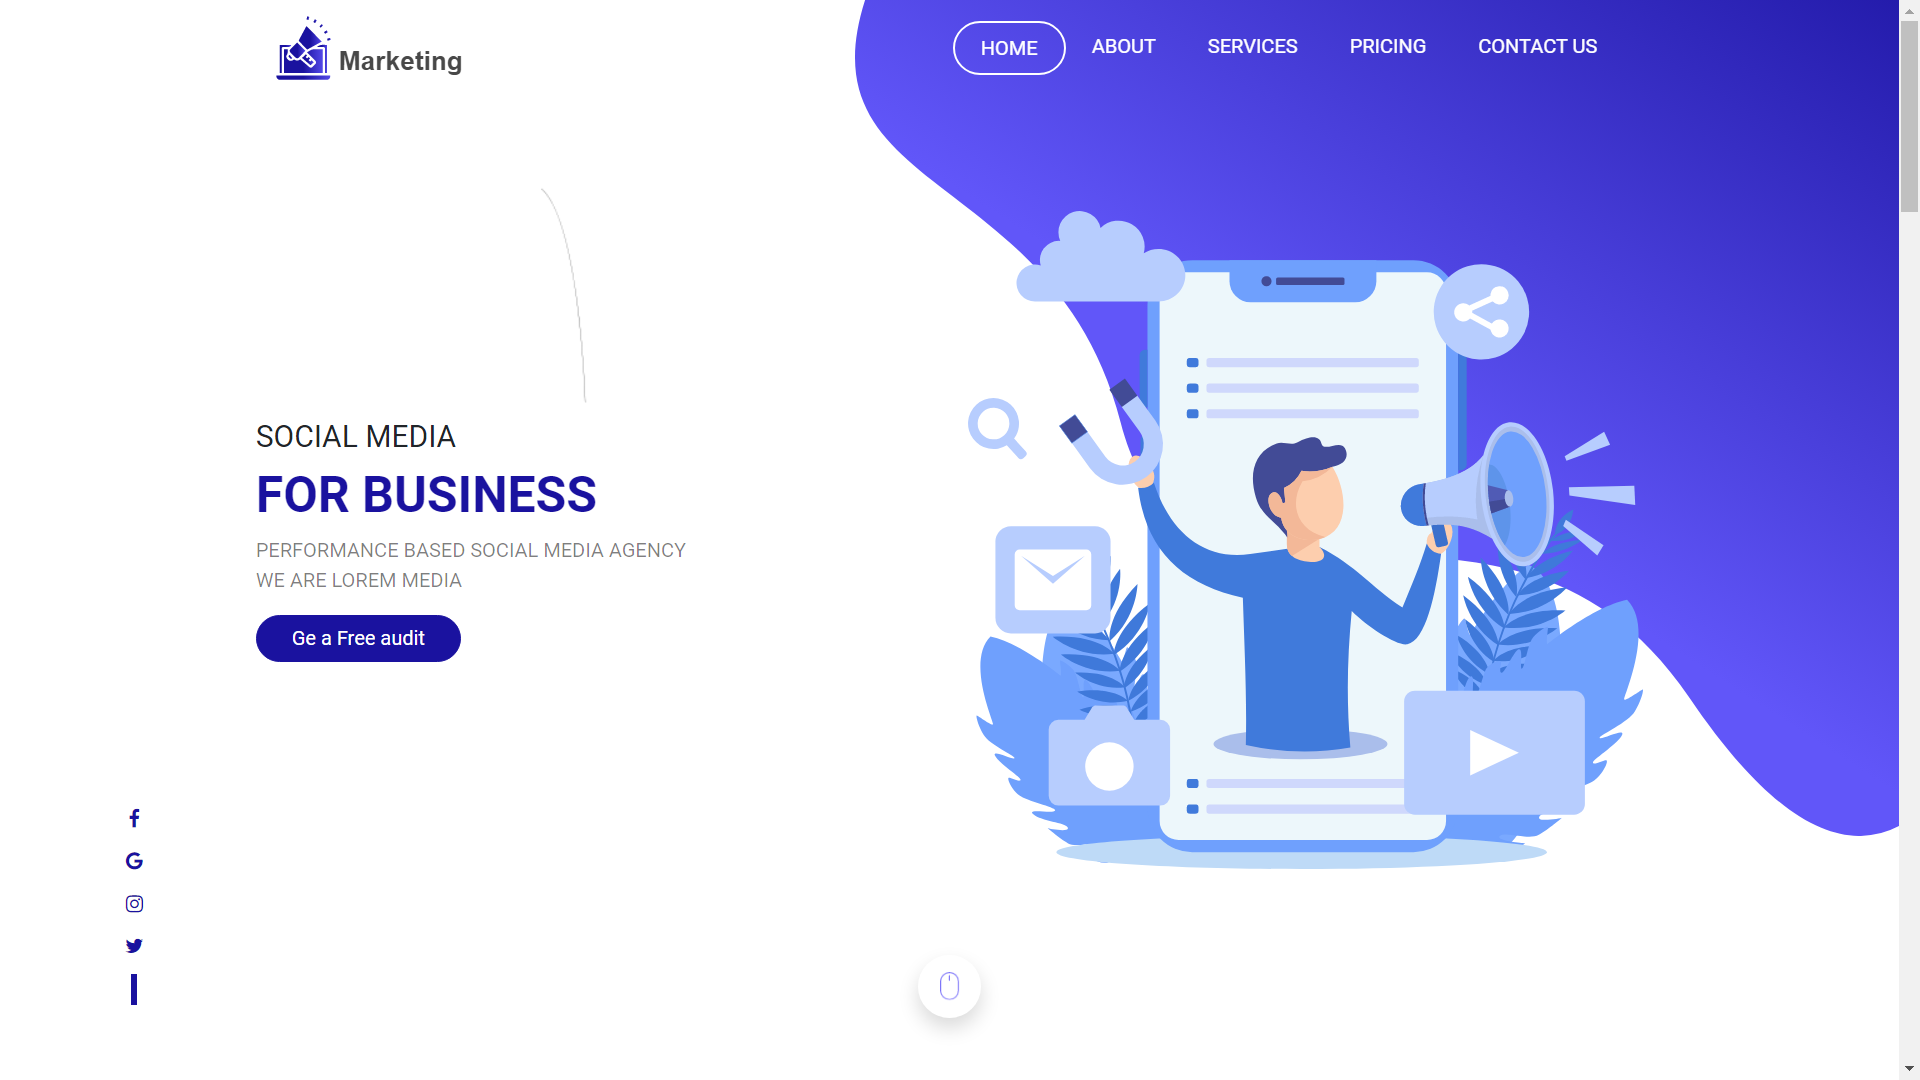 Marketing
HOME
ABOUT
SERVICES
PRICING
CONTACT US
SOCIAL MEDIA
FOR BUSINESS
PERFORMANCE BASED SOCIAL MEDIA AGENCY
WE ARE LOREM MEDIA
Ge a Free audit